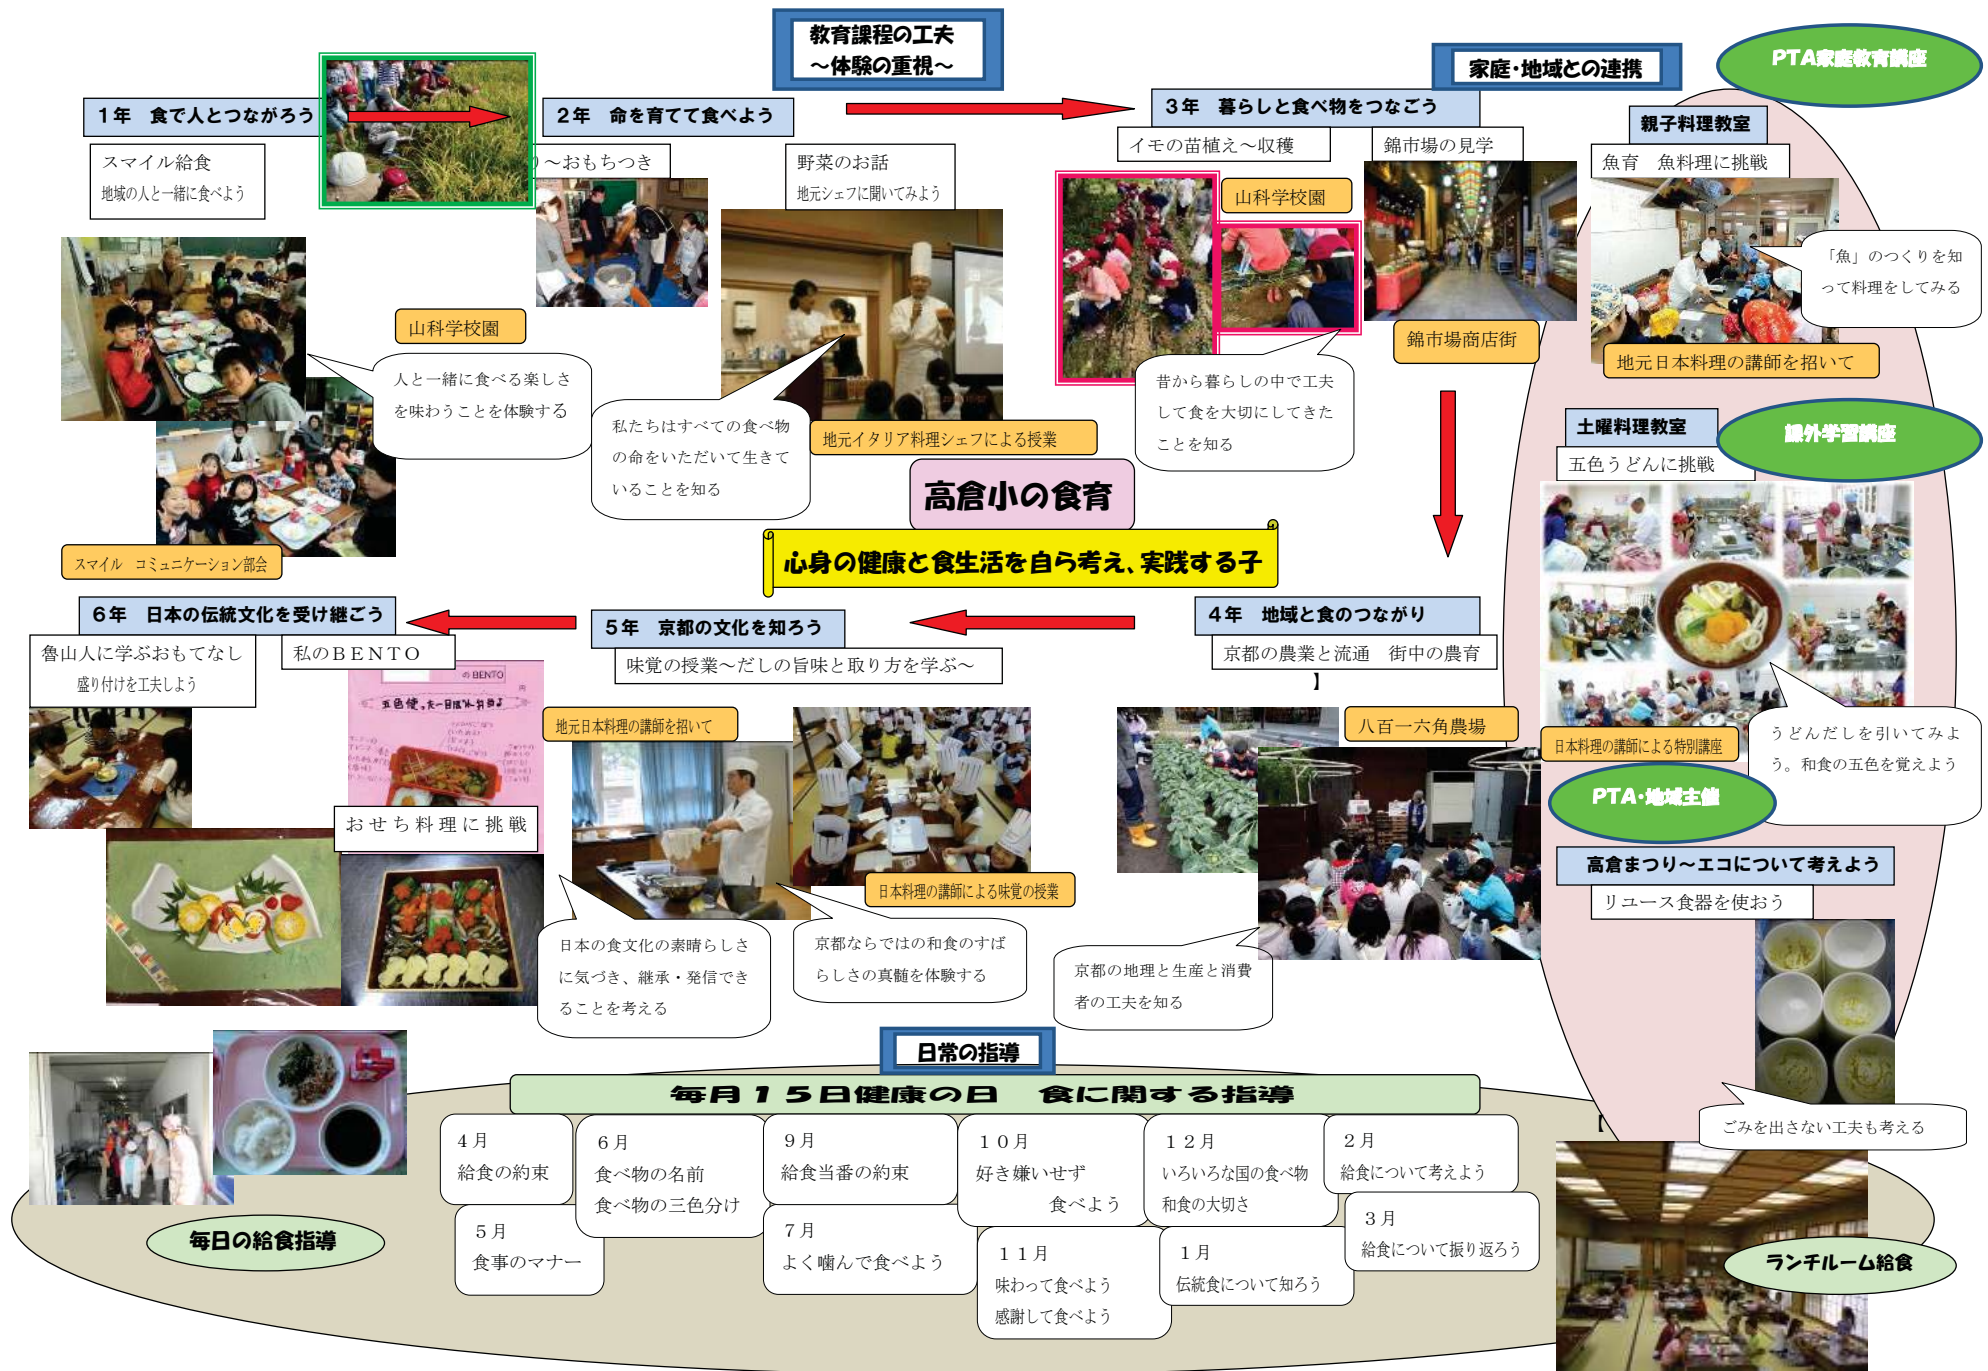 教育課程の工夫
～体験の重視～
家庭・地域との連携
PTA家庭教育講座
1年　食で人とつながろう
スマイル給食
地域の人と一緒に食べよう
2年　命を育てて食べよう
り～おもちつき
野菜のお話
地元シェフに聞いてみよう
3年　暮らしと食べ物をつなごう
イモの苗植え～収穫
錦市場の見学
親子料理教室
魚育　魚料理に挑戦
山科学校園
「魚」のつくりを知
って料理をしてみる
山科学校園
錦市場商店街
地元日本料理の講師を招いて
人と一緒に食べる楽しさ
を味わうことを体験する
私たちはすべての食べ物
の命をいただいて生きて
いることを知る
地元イタリア料理シェフによる授業
昔から暮らしの中で工夫
して食を大切にしてきた
ことを知る
土曜料理教室
課外学習講座
五色うどんに挑戦
高倉小の食育
心身の健康と食生活を自ら考え、実践する子
スマイル　コミュニケーション部会
6年　日本の伝統文化を受け継ごう
魯山人に学ぶおもてなし
盛り付けを工夫しよう
私のBENTO
5年　京都の文化を知ろう
味覚の授業～だしの旨味と取り方を学ぶ～
4年　地域と食のつながり
京都の農業と流通　街中の農育
】
のBENTO
地元日本料理の講師を招いて
八百一六角農場
日本料理の講師による特別講座
うどんだしを引いてみよ
う。和食の五色を覚えよう
PTA・地域主催
おせち料理に挑戦
高倉まつり～エコについて考えよう
リユース食器を使おう
日本料理の講師による味覚の授業
日本の食文化の素晴らしさ
に気づき、継承・発信でき
ることを考える
京都ならではの和食のすば
らしさの真髄を体験する
京都の地理と生産と消費
者の工夫を知る
ごみを出さない工夫も考える
【
日常の指導
毎月15日健康の日　食に関する指導
4月
給食の約束
5月
食事のマナー
6月
食べ物の名前
食べ物の三色分け
9月
給食当番の約束
7月
よく噛んで食べよう
10月
好き嫌いせず
食べよう
11月
味わって食べよう
感謝して食べよう
12月
いろいろな国の食べ物
和食の大切さ
1月
伝統食について知ろう
2月
給食について考えよう
3月
給食について振り返ろう
毎日の給食指導
ランチルーム給食